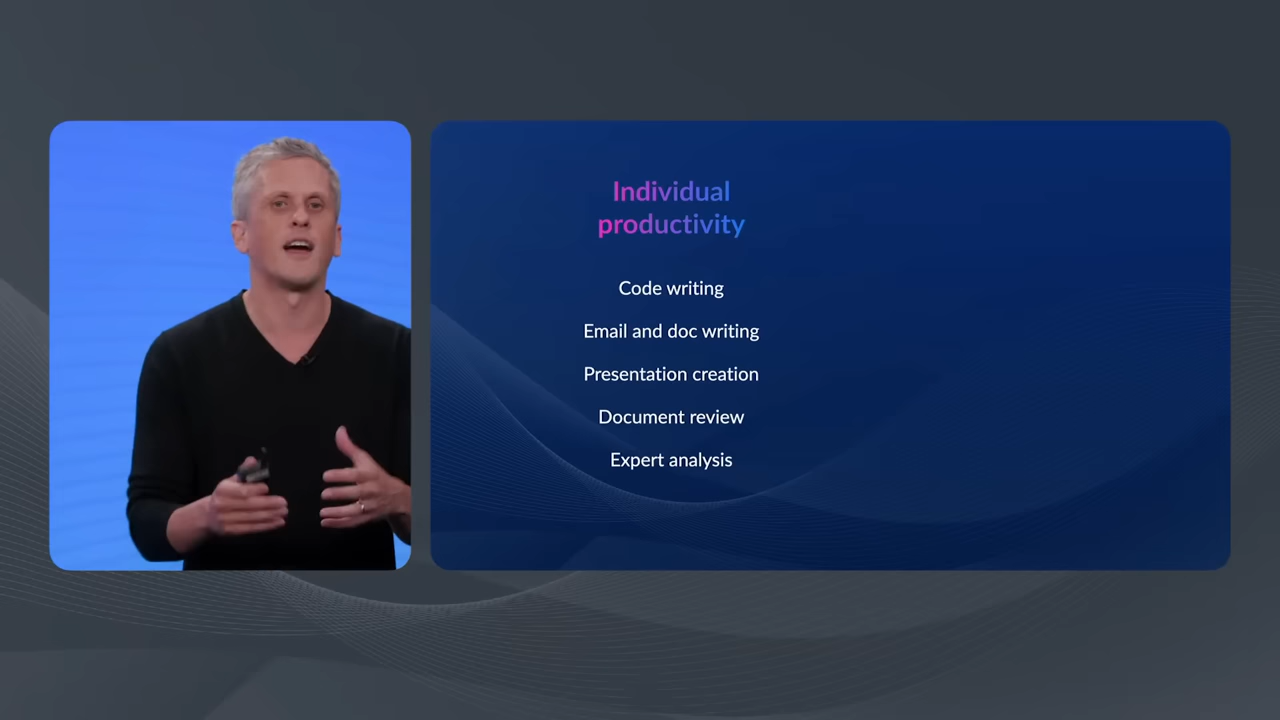 Individual
productivity
Code writing
Email and doc writing
Presentation creation
Document review
Expert analysis